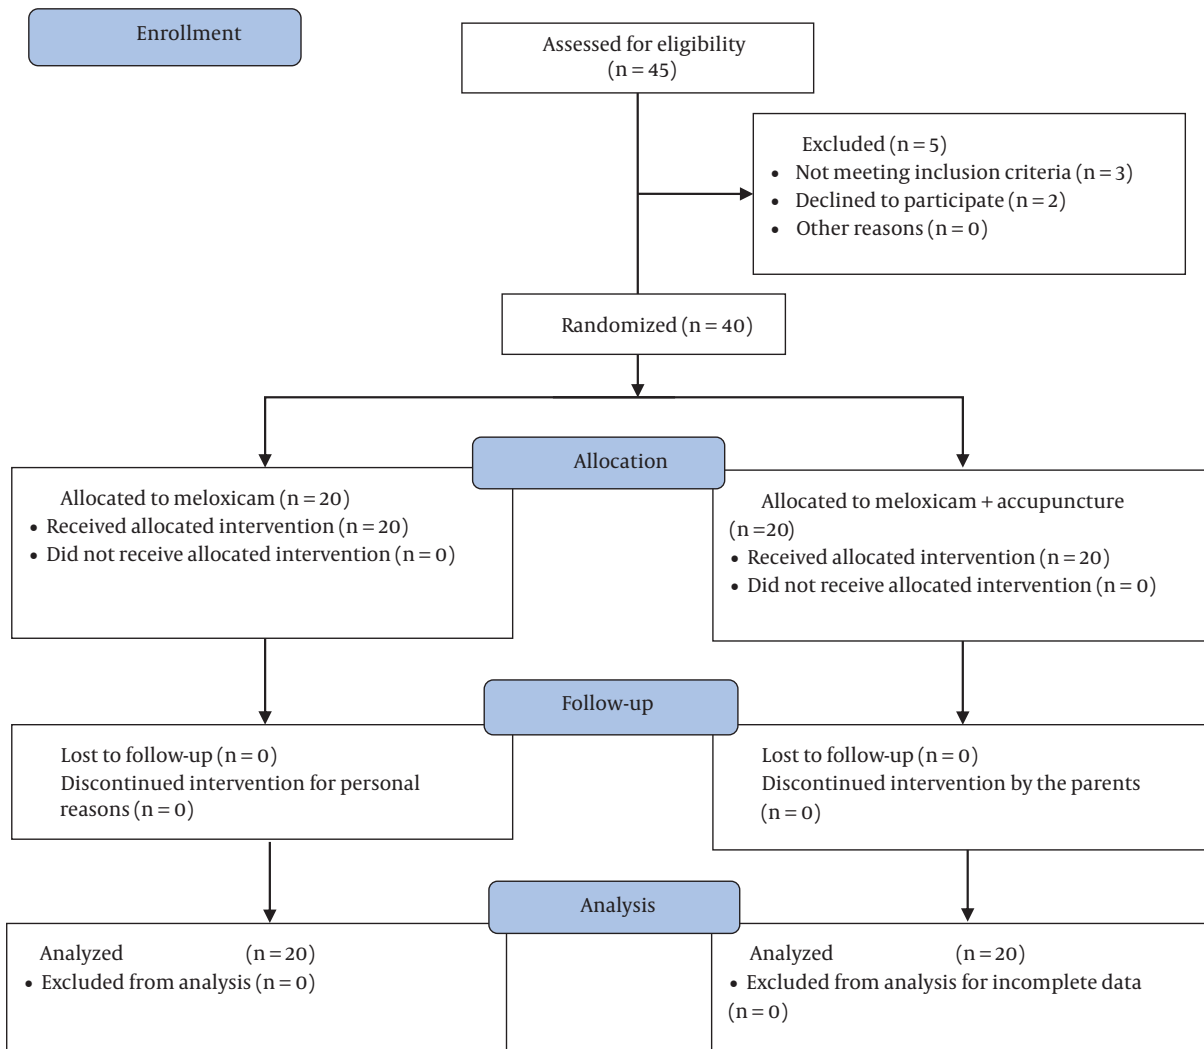 Enrollment
Assessed for eligibility
(n = 45)
Excluded (n = 5)
• Not meeting inclusion criteria (n = 3)
• Declined to participate (n = 2)
• Other reasons (n = 0)
Randomized (n = 40)
Allocation
Allocated to meloxicam (n = 20)
• Received allocated intervention (n = 20)
• Did not receive allocated intervention (n = 0)
Allocated to meloxicam + accupuncture
(n =20)
• Received allocated intervention (n = 20)
• Did not receive allocated intervention (n = 0)
Follow-up
Lost to follow-up (n = 0)
Discontinued intervention for personal
reasons (n = 0)
Lost to follow-up (n = 0)
Discontinued intervention by the parents
(n = 0)
Analysis
Analyzed (n = 20)
• Excluded from analysis (n = 0)
Analyzed (n = 20)
• Excluded from analysis for incomplete data
(n = 0)